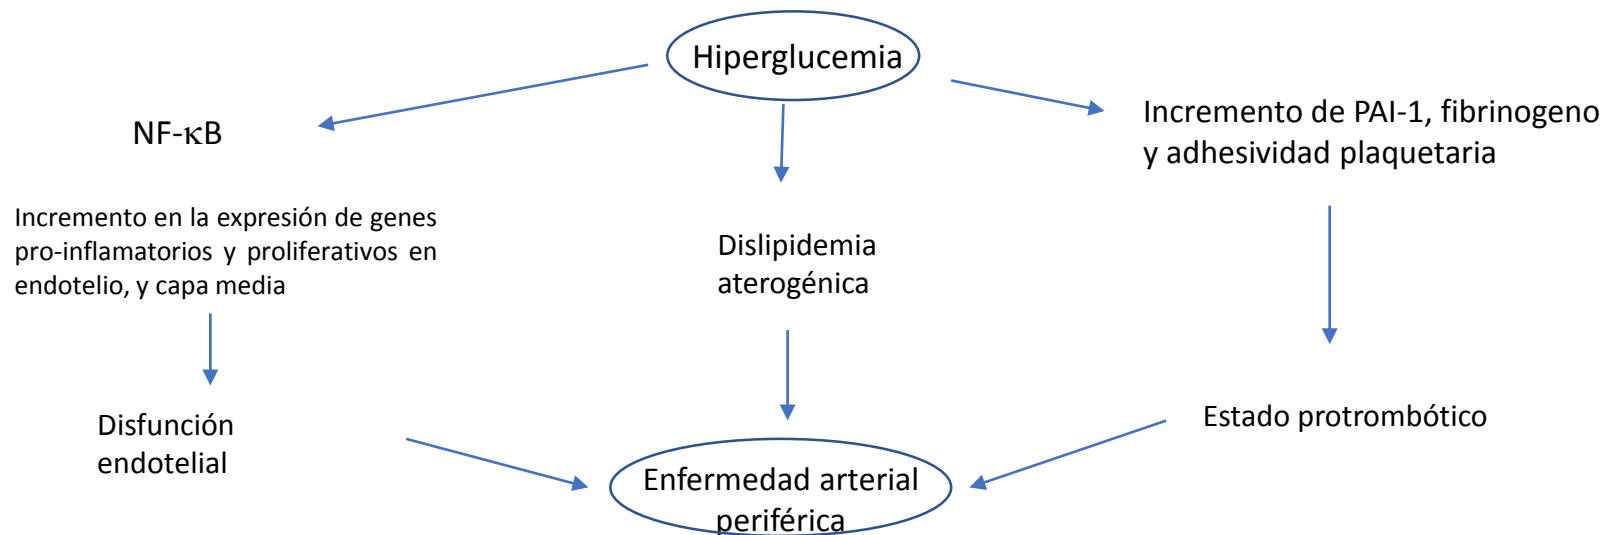 Hiperglucemia
NF-κB
Incremento de PAI-1, fibrinogeno
y adhesividad plaquetaria
Incremento en la expresión de genes
pro-inflamatorios y proliferativos en
endotelio, y capa media
Dislipidemia
aterogénica
Disfunción
endotelial
Estado protrombótico
Enfermedad arterial
periférica